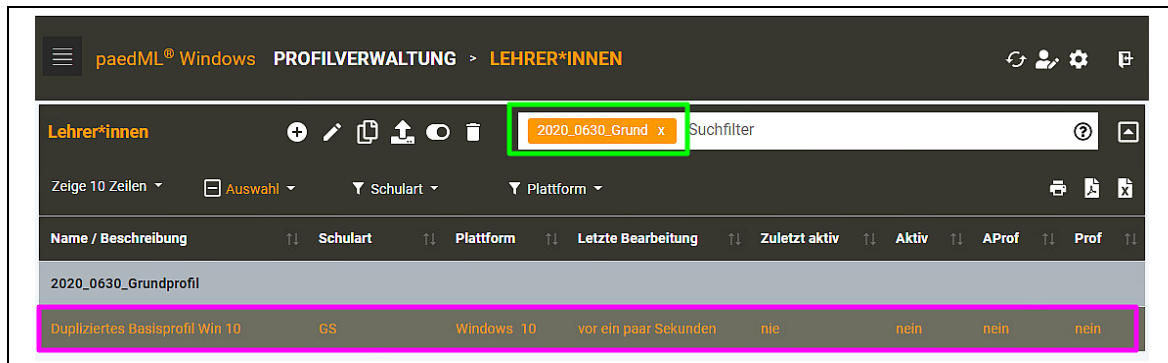 paedML® Windows PROFILVERWALTUNG > LEHRER*INNEN
Lehrer*innen 2020_0630_Grund x Suchfilter
Zeige 10 Zeilen Auswahl Schulart Plattform
Name / Beschreibung Schulart Plattform Letzte Bearbeitung Zuletzt aktiv Aktiv AProf Prof
2020_0630_Grundprofil
Dupliziertes Basisprofil Win 10 GS Windows 10 vor ein paar Sekunden nie nein nein nein